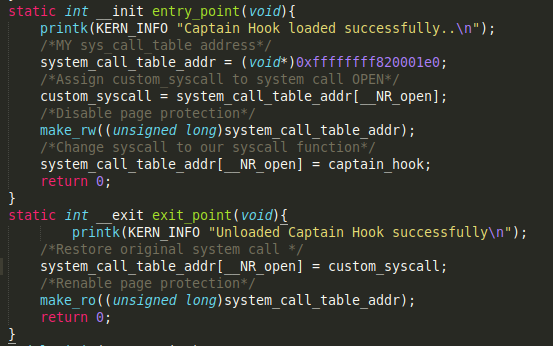 static int __init entry_point(void){
    printk(KERN_INFO "Captain Hook loaded successfully..\n");
    /*MY sys_call_table address*/
    system_call_table_addr = (void*)0xffffffff820001e0;
    /*Assign custom_syscall to system call OPEN*/
    custom_syscall = system_call_table_addr[__NR_open];
    /*Disable page protection*/
    make_rw((unsigned long)system_call_table_addr);
    /*Change syscall to our syscall function*/
    system_call_table_addr[__NR_open] = captain_hook;
    return 0;
}
static int __exit exit_point(void){
        printk(KERN_INFO "Unloaded Captain Hook successfully\n");
    /*Restore original system call */
    system_call_table_addr[__NR_open] = custom_syscall;
    /*Renable page protection*/
    make_ro((unsigned long)system_call_table_addr);
    return 0;
}